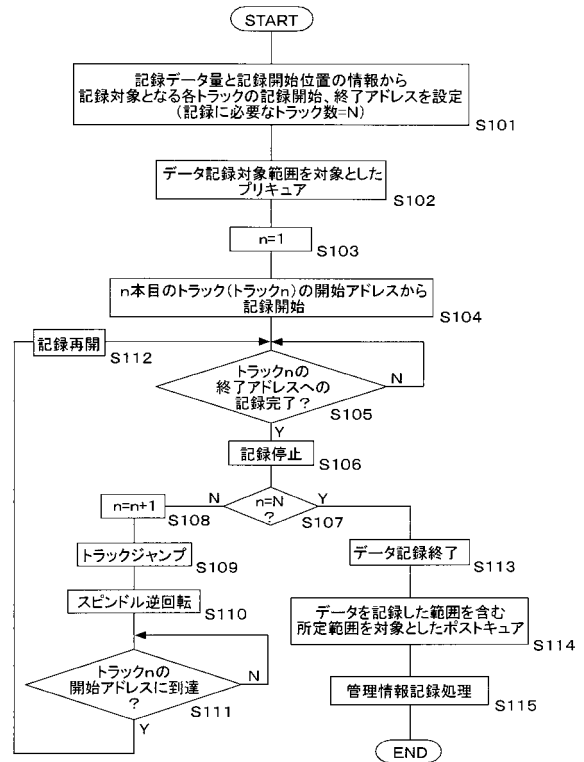 START
記録データ量と記録開始位置の情報から
記録対象となる各トラックの記録開始、終了アドレスを設定
(記録に必要なトラック数=N)
S101
データ記録対象範囲を対象とした
プリキュア
S102
n=1
S103
n本目のトラック(トラックn)の開始アドレスから
記録開始
S104
記録再開
S112
トラックnの
終了アドレスへの
記録完了?
N
S105
Y
記録停止
S106
n=N
?
N
Y
S107
n=n+1
S108
トラックジャンプ
S109
スピンドル逆回転
S110
トラックnの
開始アドレスに到達
?
N
S111
Y
データ記録終了
S113
データを記録した範囲を含む
所定範囲を対象としたポストキュア
S114
管理情報記録処理
S115
END